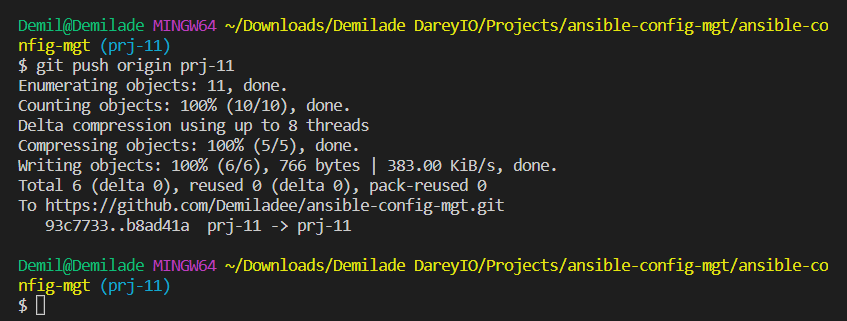 Demil@Demilade MINGW64 ~/Downloads/Demilade DareyIO/Projects/ansible-config-mgt/ansible-co
nfig-mgt (prj-11)
$ git push origin prj-11
Enumerating objects: 11, done.
Counting objects: 100% (10/10), done.
Delta compression using up to 8 threads
Compressing objects: 100% (5/5), done.
Writing objects: 100% (6/6), 766 bytes | 383.00 KiB/s, done.
Total 6 (delta 0), reused 0 (delta 0), pack-reused 0
To https://github.com/Demiladee/ansible-config-mgt.git
   93c7733..b8ad41a  prj-11 -> prj-11
Demil@Demilade MINGW64 ~/Downloads/Demilade DareyIO/Projects/ansible-config-mgt/ansible-co
nfig-mgt (prj-11)
$